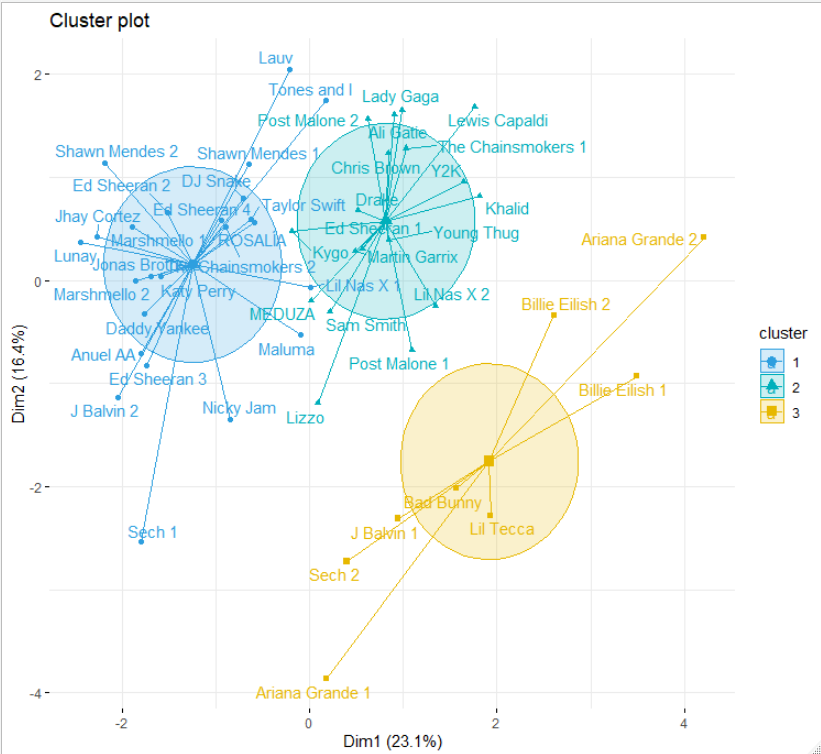 Cluster plot
Lauv
Tones and I
Lady Gaga
Post Malone 2
Lewis Capaldi
Ali Gatie
The Chainsmokers 1
Shawn Mendes 2
Shawn Mendes 1
Chris Brown
Y2K
Ed Sheeran 2
DJ Snake
Drake
Khalid
Jhay Cortez
Ed Sheeran 4
Taylor Swift
Ed Sheeran 1
Young Thug
Marshmello 1
ROSALIA
Ariana Grande 2
Lunay
Kygo
Martin Garrix
Jonas Brothers
The Chainsmokers 2
Marshmello 2
Katy Perry
Lil Nas X 1
Lil Nas X 2
MEDUZA
Billie Eilish 2
Daddy Yankee
Sam Smith
Anuel AA
Maluma
Post Malone 1
Ed Sheeran 3
Billie Eilish 1
J Balvin 2
Nicky Jam
Lizzo
Bad Bunny
Sech 1
J Balvin 1
Lil Tecca
Sech 2
Ariana Grande 1
2
0
-2
-4
Dim2 (16.4%)
-2
0
2
4
Dim1 (23.1%)
cluster
1
2
3